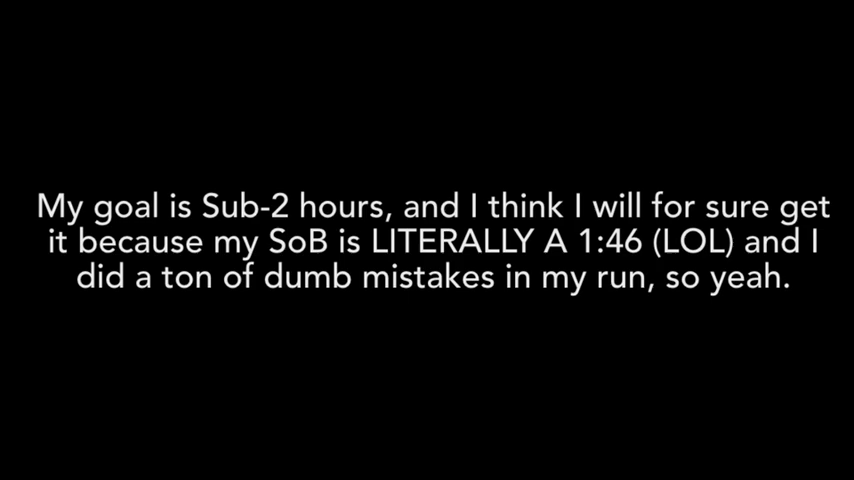 My goal is Sub-2 hours, and I think I will for sure get
it because my SoB is LITERALLY A 1:46 (LOL) and I
did a ton of dumb mistakes in my run, so yeah.